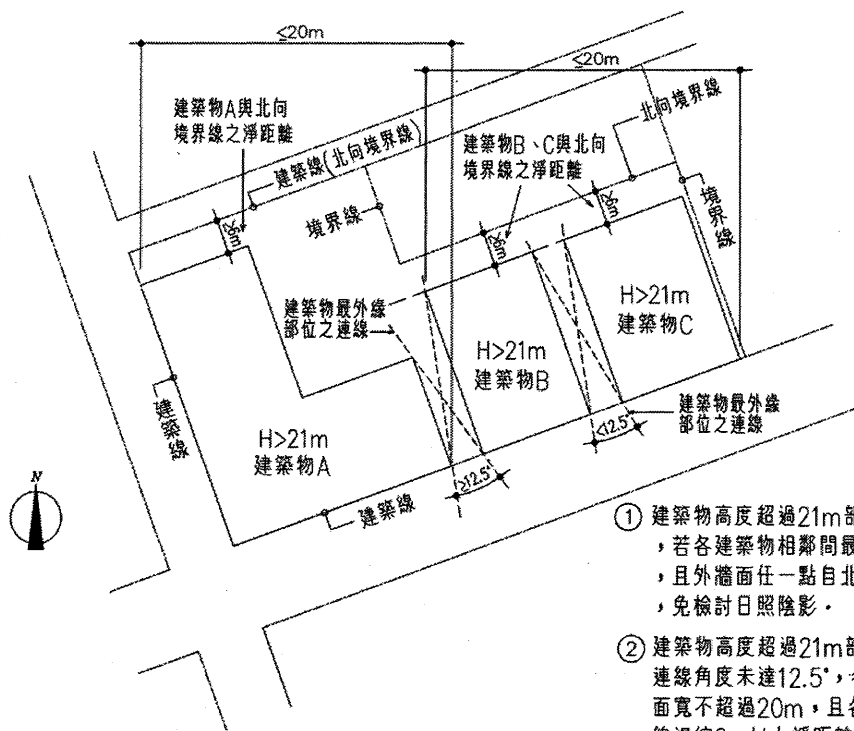 ≤20m
≤20m
建築物A與北向
境界線之淨距離
建築線(北向境界線)
建築物B、C與北向
境界線之淨距離
北向境界線
境界線
境界線
≥6m
≥6m
≥6m
建築物最外緣
部位之連線
H>21m
建築物C
H>21m
建築物B
建築線
H>21m
建築物A
建築物最外緣
部位之連線
≥12.5°
<12.5°
建築線
N
① 建築物高度超過21m部
，若各建築物相鄰間最
，且外牆面任一點自北
，免檢討日照陰影。
② 建築物高度超過21m部
連線角度未達12.5°，
面寬不超過20m，且各